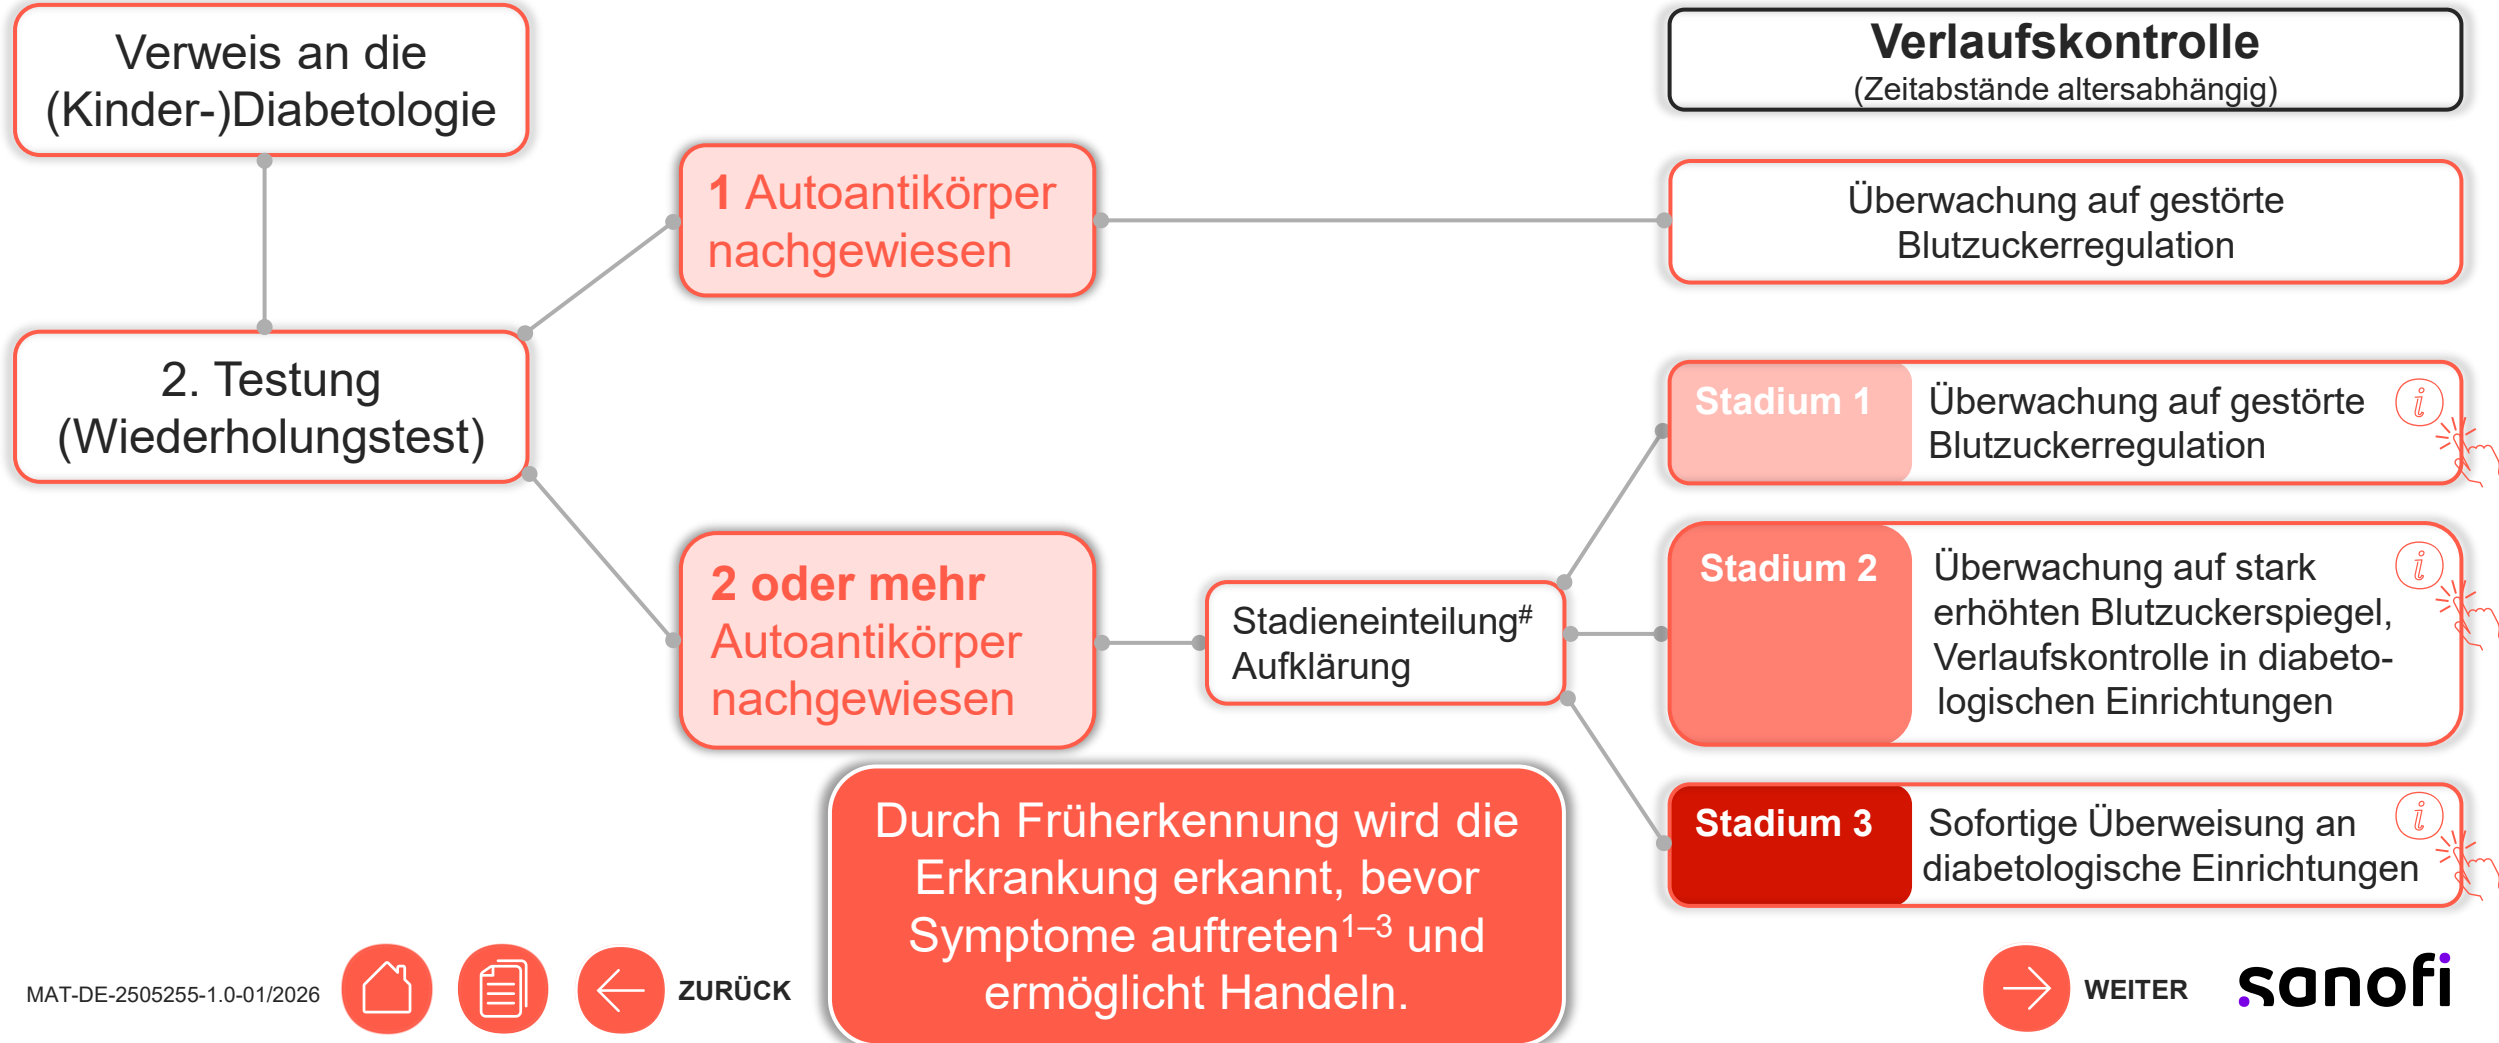 Verweis an die
(Kinder-)Diabetologie
2. Testung
(Wiederholungstest)
1 Autoantikörper
nachgewiesen
2 oder mehr
Autoantikörper
nachgewiesen
Stadieneinteilung#
Aufklärung
Verlaufskontrolle
(Zeitabstände altersabhängig)
Überwachung auf gestörte
Blutzuckerregulation
Stadium 1
Überwachung auf gestörte
Blutzuckerregulation
i
Stadium 2
Überwachung auf stark
erhöhten Blutzuckerspiegel,
Verlaufskontrolle in diabeto-
logischen Einrichtungen
i
Stadium 3
Sofortige Überweisung an
diabetologische Einrichtungen
i
Durch Früherkennung wird die
Erkrankung erkannt, bevor
Symptome auftreten1–3 und
ermöglicht Handeln.
MAT-DE-2505255-1.0-01/2026
ZURÜCK
WEITER
sanofi